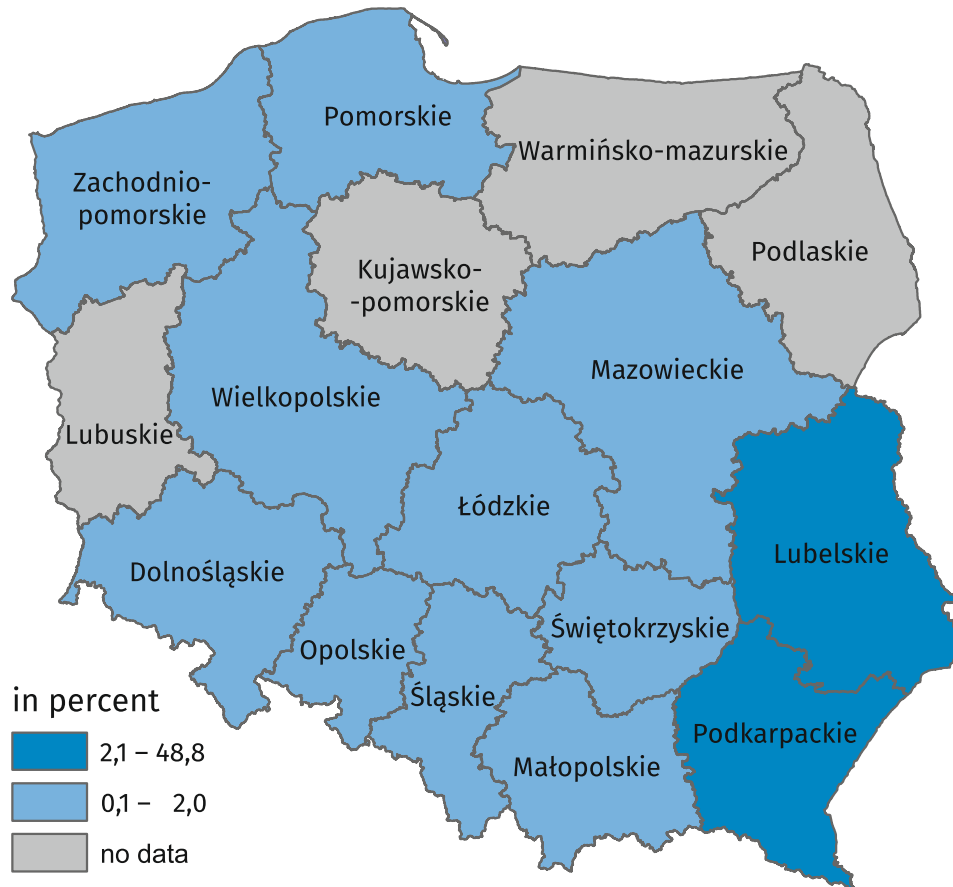 Pomorskie
Warmińsko-mazurskie
Zachodnio-
pomorskie
Podlaskie
Kujawsko-
-pomorskie
Mazowieckie
Wielkopolskie
Lubuskie
Łódzkie
Lubelskie
Dolnośląskie
Świętokrzyskie
Opolskie
Śląskie
Podkarpackie
Małopolskie
in percent
2,1 – 48,8
0,1 – 2,0
no data